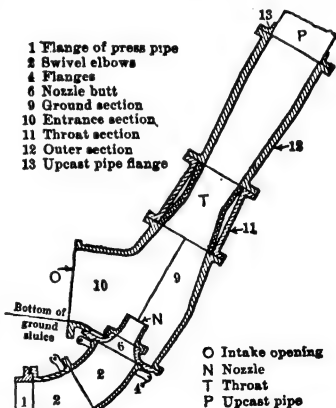 13
P
1 Flange of press pipe
2 Swivel elbows
4 Flanges
6 Nozzle butt
9 Ground section
10 Entrance section
11 Throat section
12 Outer section
13 Upcast pipe flange
12
T
11
O
10
9
Bottom of
ground
sluice
N
6
4
2
1
2
O Intake opening
N Nozzle
T Throat
P Upcast pipe